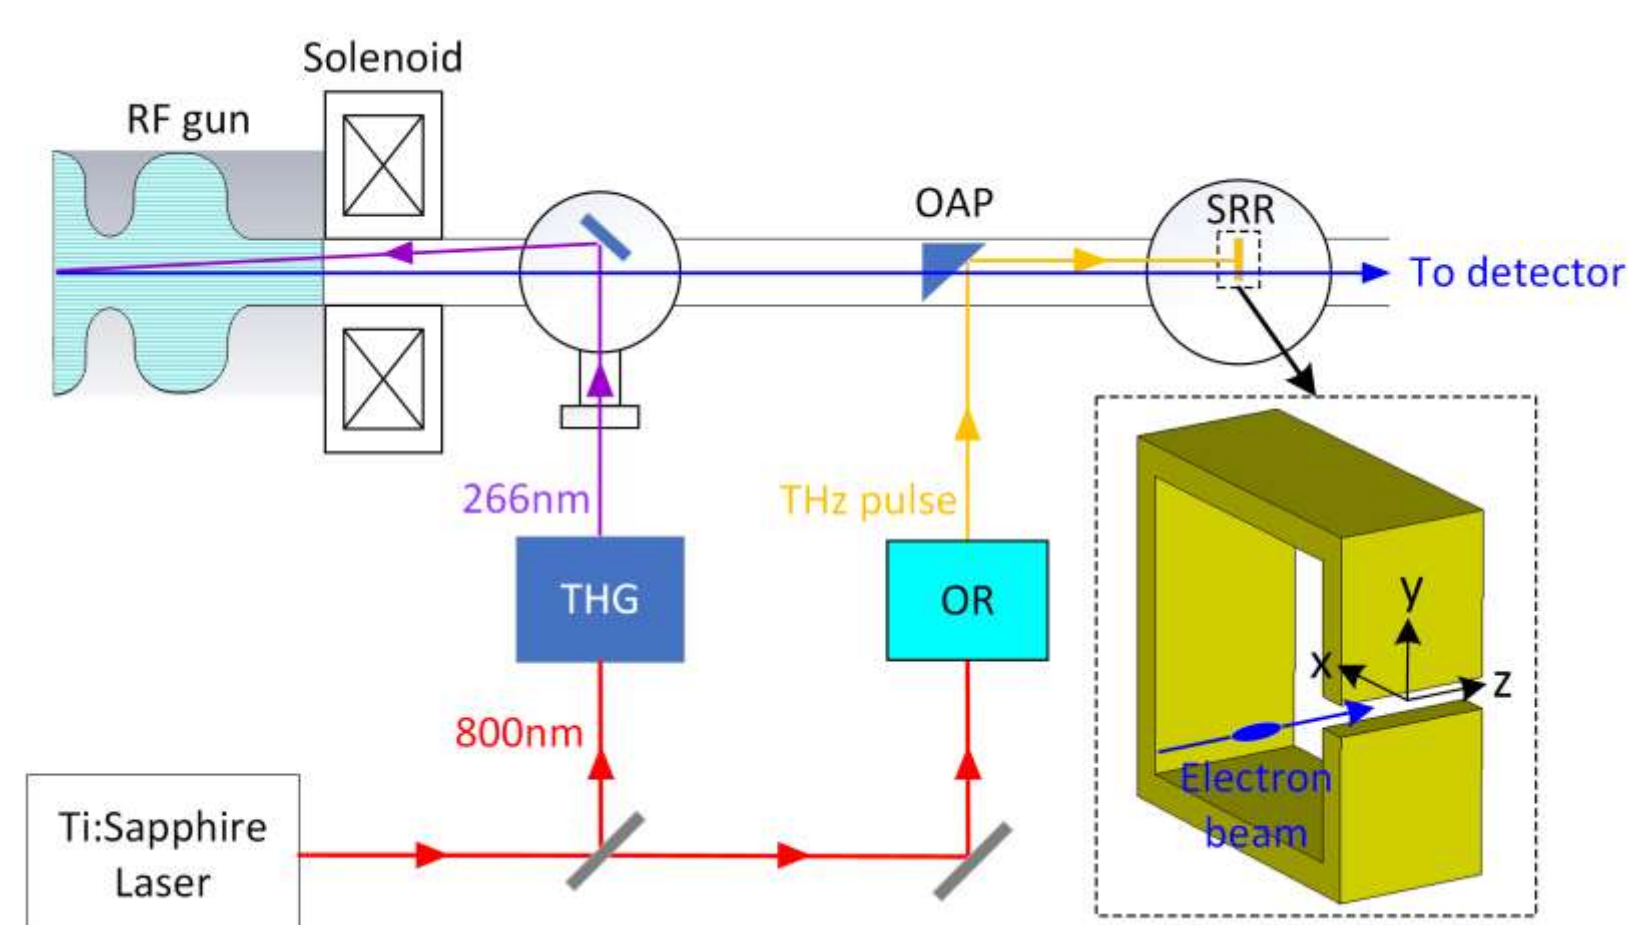 Solenoid
RF gun
OAP
SRR
To detector
266nm
THz pulse
THG
OR
800nm
Ti:Sapphire
Laser
y
x
z
Electron
beam